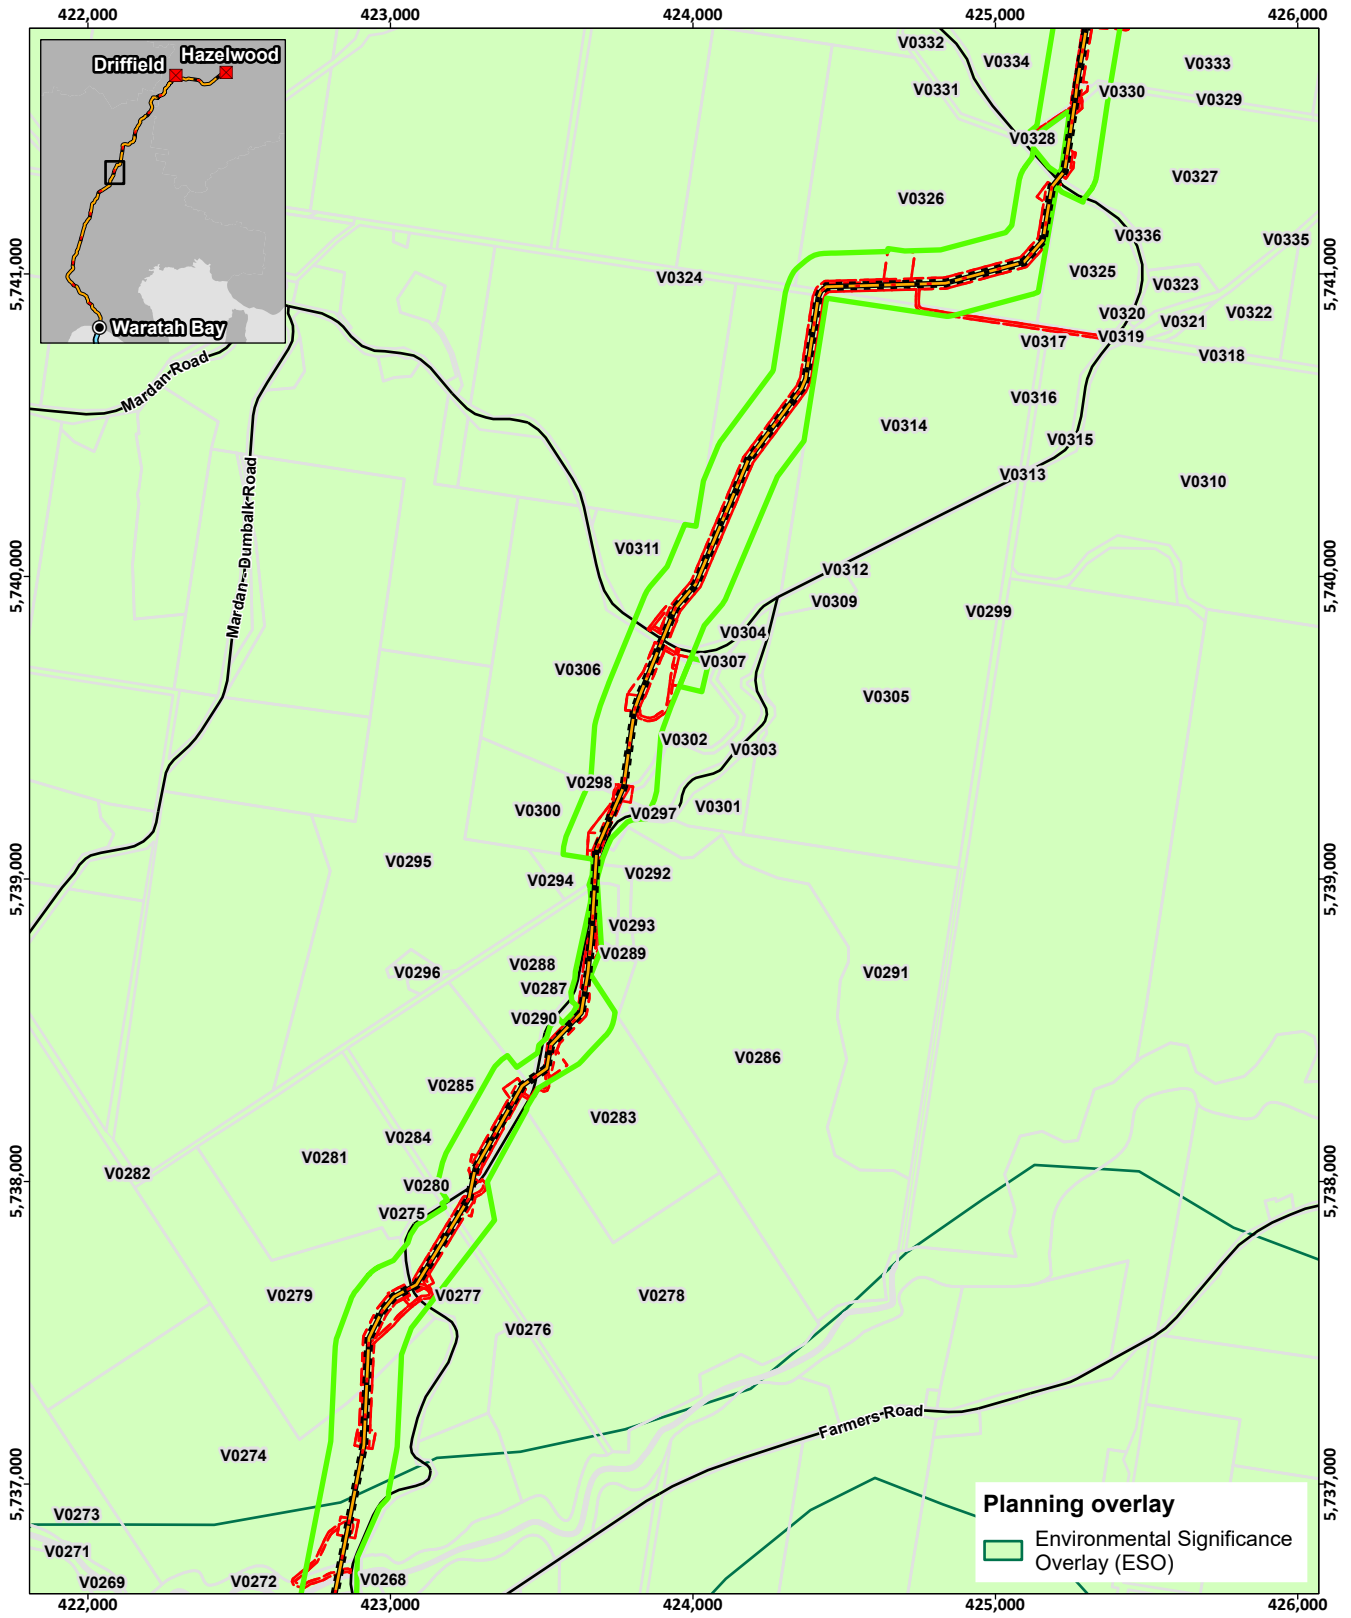 422,000
423,000
424,000
425,000
426,000
Driffield
Hazelwood
Waratah Bay
V0332
V0334
V0333
V0331
V0330
V0329
V0328
V0327
V0326
V0336
V0335
5,741,000
5,741,000
V0324
V0325
V0323
V0320
V0321
V0322
V0319
V0317
V0318
Mardan Road
V0316
V0314
V0315
V0313
V0310
Mardan--Dumbalk Road
V0311
5,740,000
5,740,000
V0312
V0309
V0299
V0304
V0306
V0307
V0305
V0302
V0303
V0298
V0300
V0297
V0301
V0295
V0294
V0292
5,739,000
5,739,000
V0293
V0289
V0288
V0296
V0291
V0287
V0290
V0286
V0285
V0283
V0284
V0281
V0282
V0280
5,738,000
5,738,000
V0275
V0279
V0277
V0278
V0276
Farmers Road
V0274
5,737,000
5,737,000
V0273
V0271
V0269
V0272
V0268
Planning overlay
Environmental Significance
Overlay (ESO)
422,000
423,000
424,000
425,000
426,000